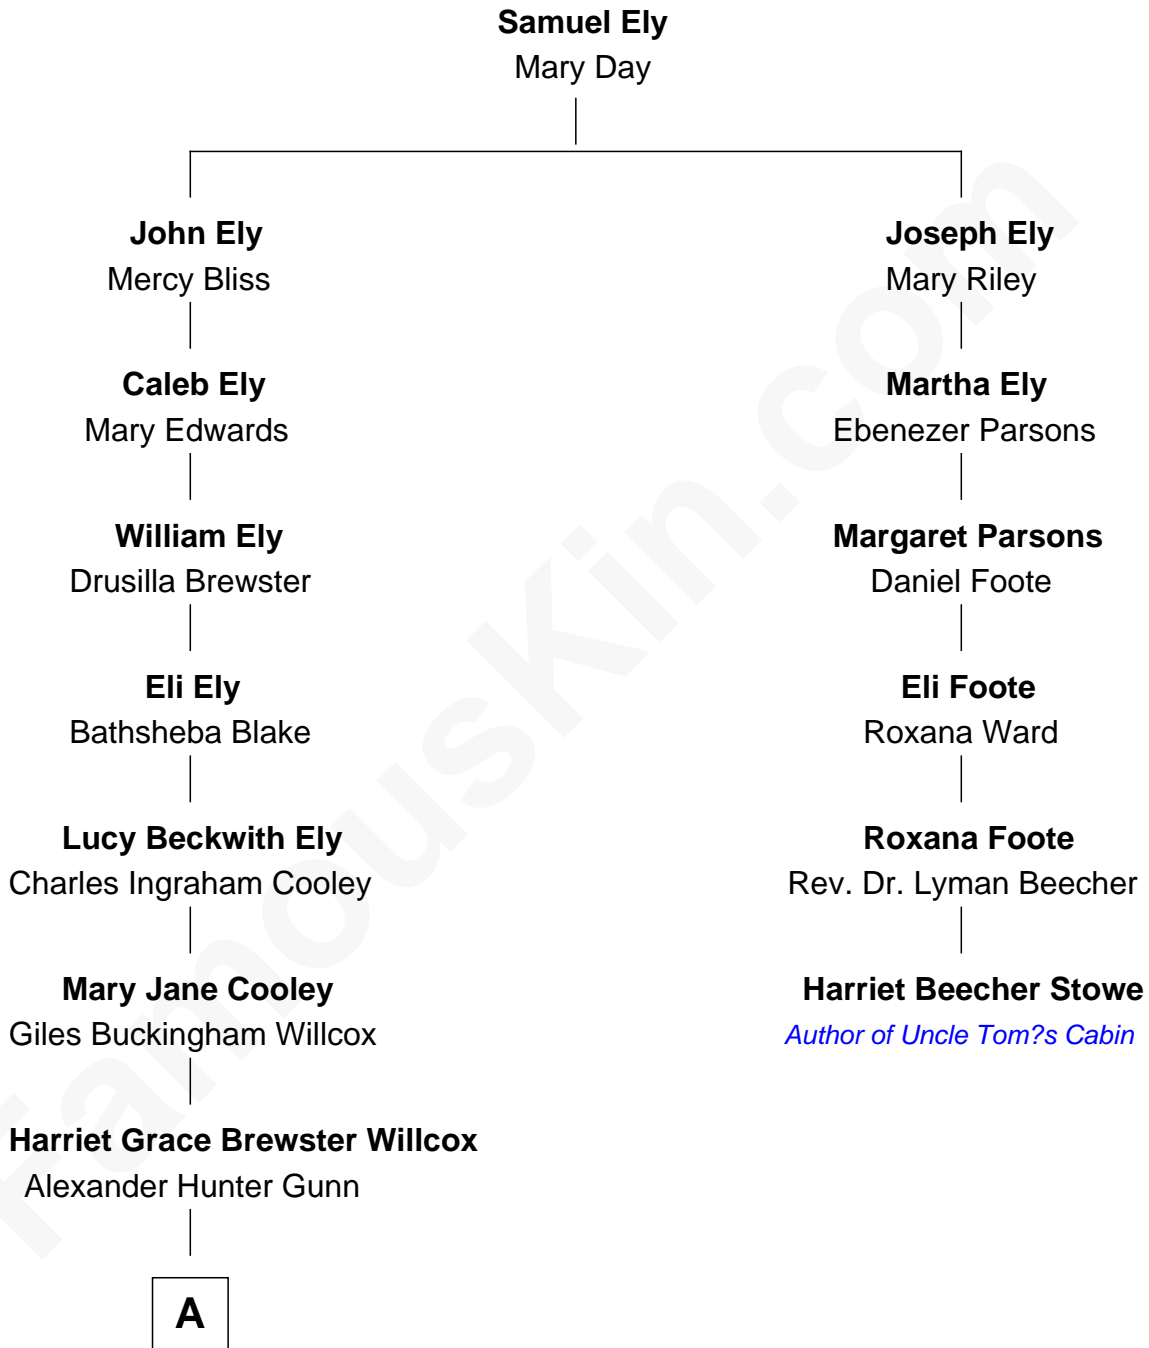 Samuel Ely
Mary Day
John Ely
Mercy Bliss
Joseph Ely
Mary Riley
Caleb Ely
Mary Edwards
Martha Ely
Ebenezer Parsons
William Ely
Drusilla Brewster
Margaret Parsons
Daniel Foote
Eli Ely
Bathsheba Blake
Eli Foote
Roxana Ward
Lucy Beckwith Ely
Charles Ingraham Cooley
Roxana Foote
Rev. Dr. Lyman Beecher
Mary Jane Cooley
Giles Buckingham Willcox
Harriet Beecher Stowe
Author of Uncle Tom?s Cabin
Harriet Grace Brewster Willcox
Alexander Hunter Gunn
A
FamousKin.com